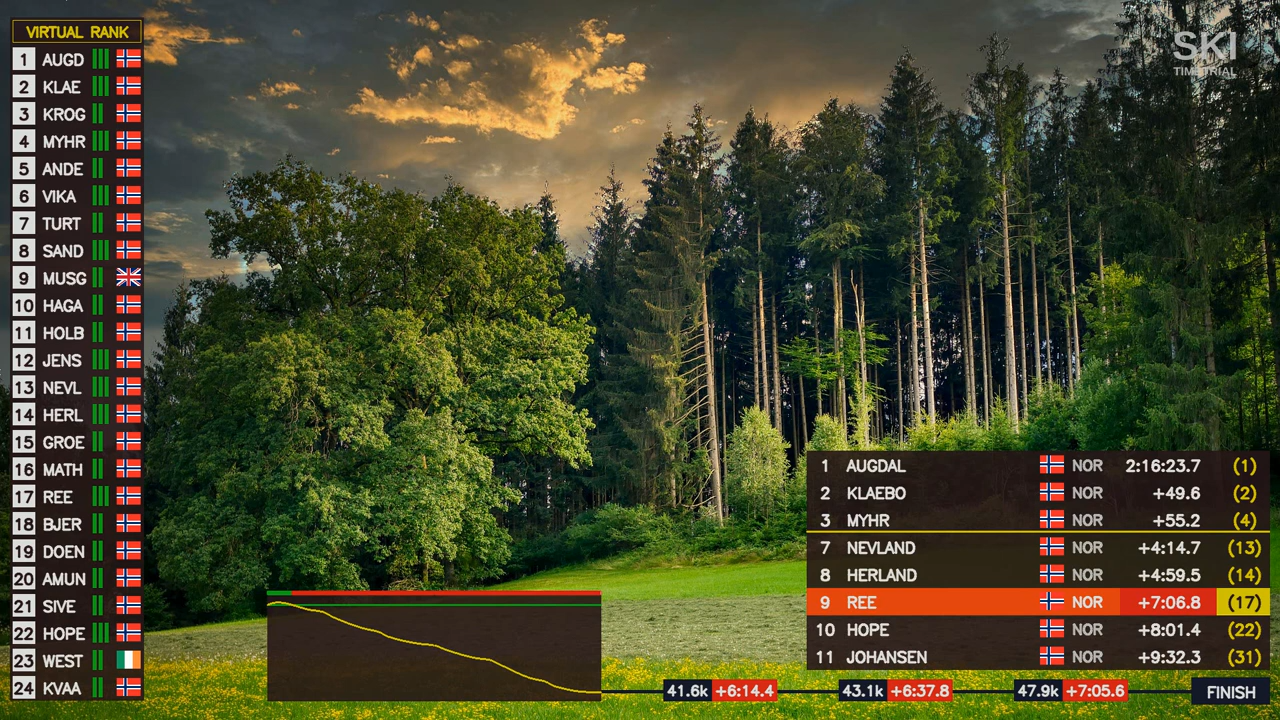 VIRTUAL RANK
1 AUGD
2 KLAE
3 KROG
4 MYHR
5 ANDE
6 VIKA
7 TURT
8 SAND
9 MUSG
10 HAGA
11 HOLB
12 JENS
13 NEVL
14 HERL
15 GROE
16 MATH
17 REE
18 BJER
19 DOEN
20 AMUN
21 SIVE
22 HOPE
23 WEST
24 KVAA
SKI
TIMETRIAL
1 AUGDAL NOR 2:16:23.7 (1)
2 KLAEBO NOR +49.6 (2)
3 MYHR NOR +55.2 (4)
7 NEVLAND NOR +4:14.7 (13)
8 HERLAND NOR +4:59.5 (14)
9 REE NOR +7:06.8 (17)
10 HOPE NOR +8:01.4 (22)
11 JOHANSEN NOR +9:32.3 (31)
41.6k +6:14.4 43.1k +6:37.8 47.9k +7:05.6 FINISH